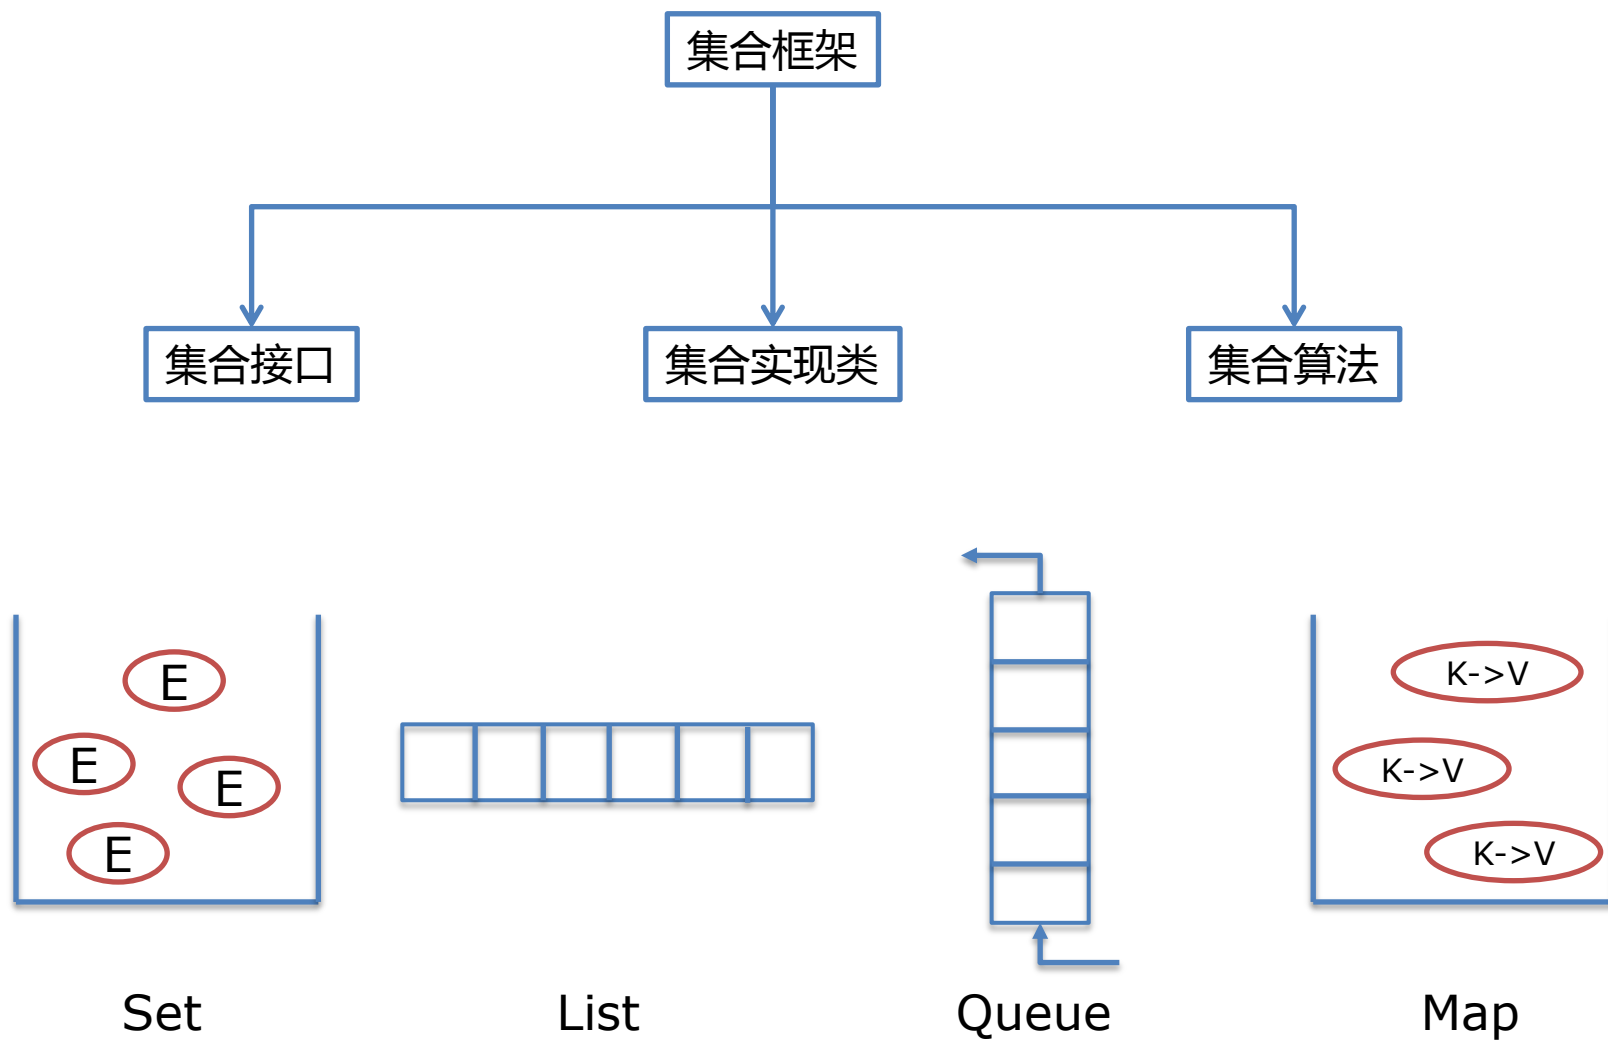 集合框架
集合接口
集合实现类
集合算法
E
E
E
E
K->V
K->V
K->V
Set
List
Queue
Map